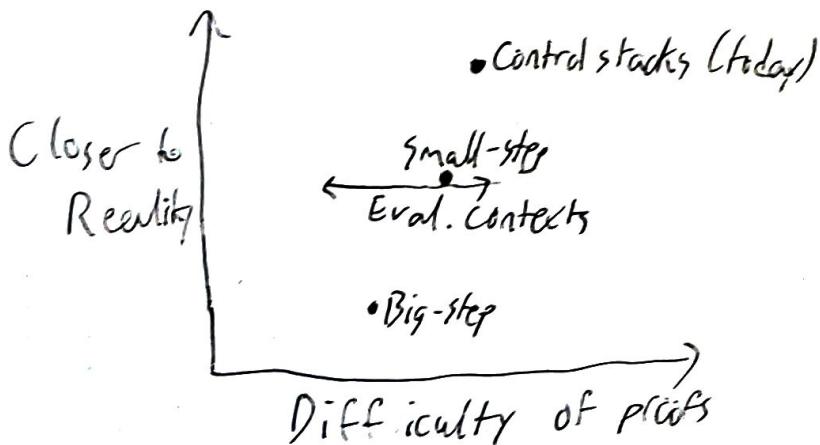 Control stacks (today)
Closer to
Reality
Small-step
Eval. contexts
Big-step
Difficulty of proofs